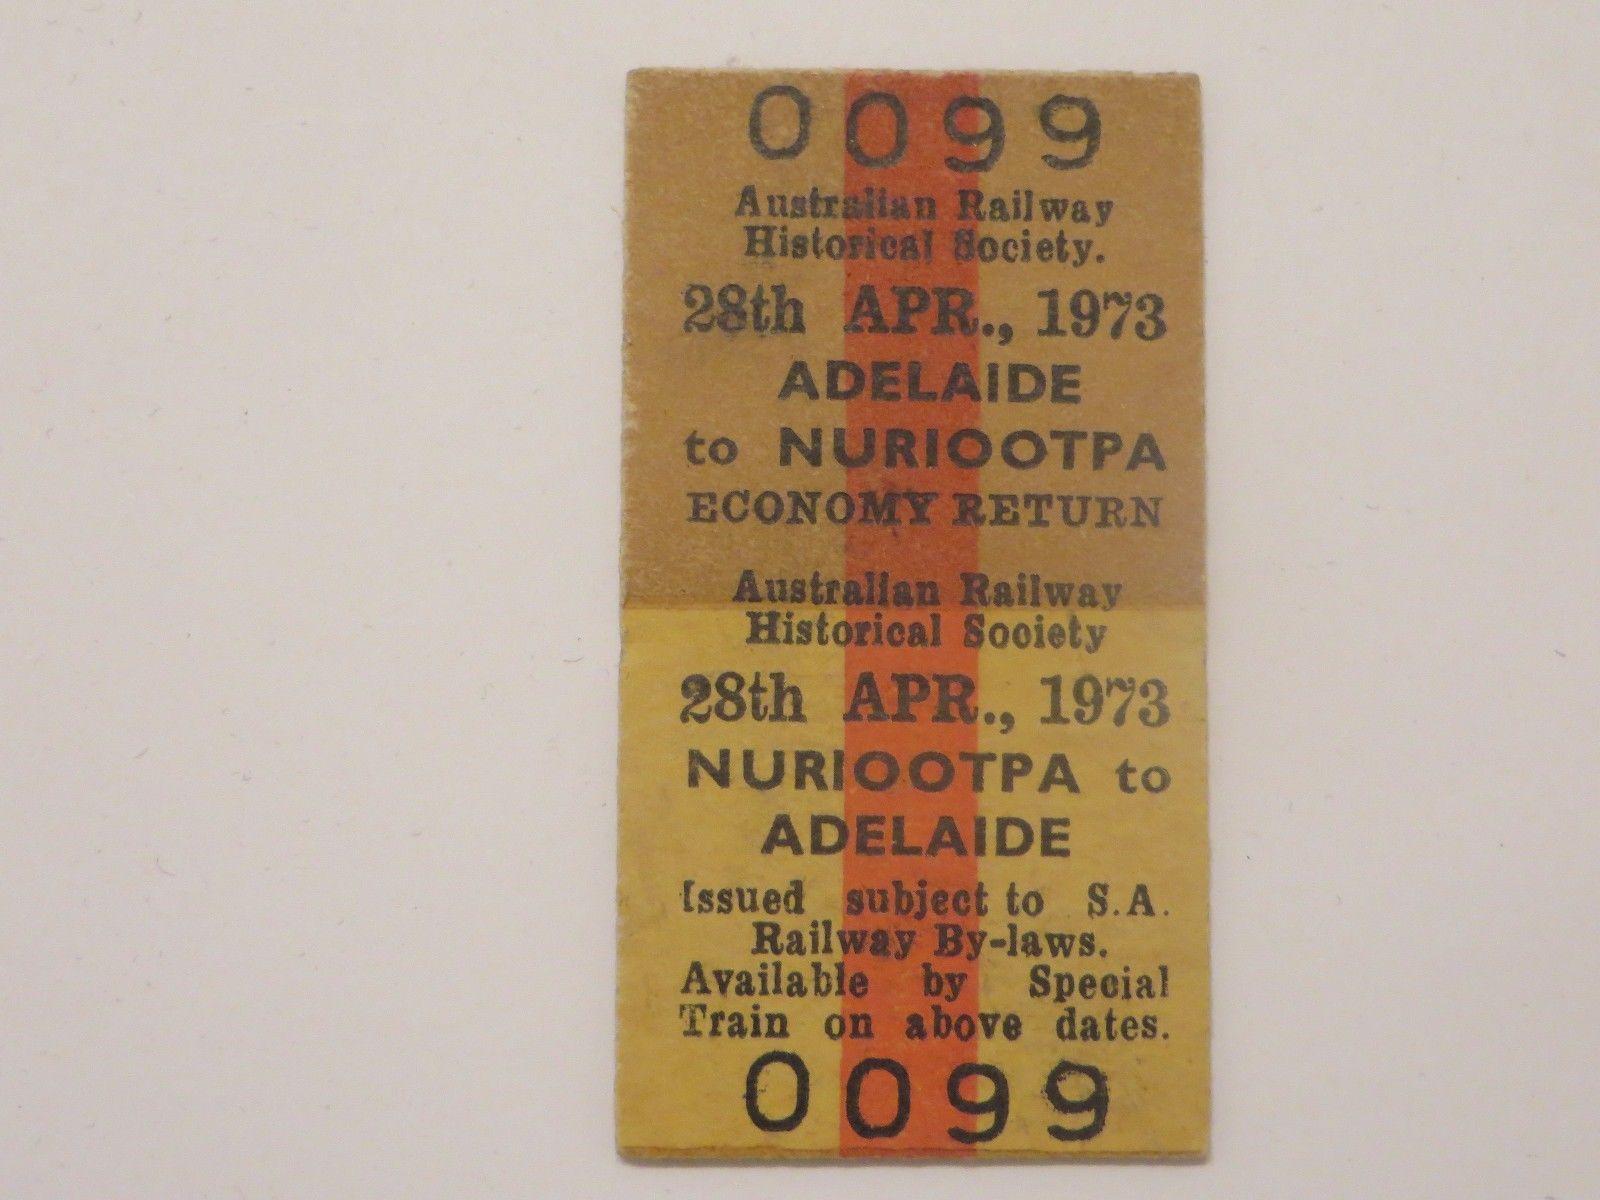 0099
Australian Railway
Historical Society.
28th APR., 1973
ADELAIDE
to NURIOOTPA
ECONOMY RETURN
Australian Railway
Historical Society
28th APR., 1973
NURIOOTPA to
ADELAIDE
Issued subject to S.A.
Railway By-laws.
Available by Special
Train on above dates.
0099